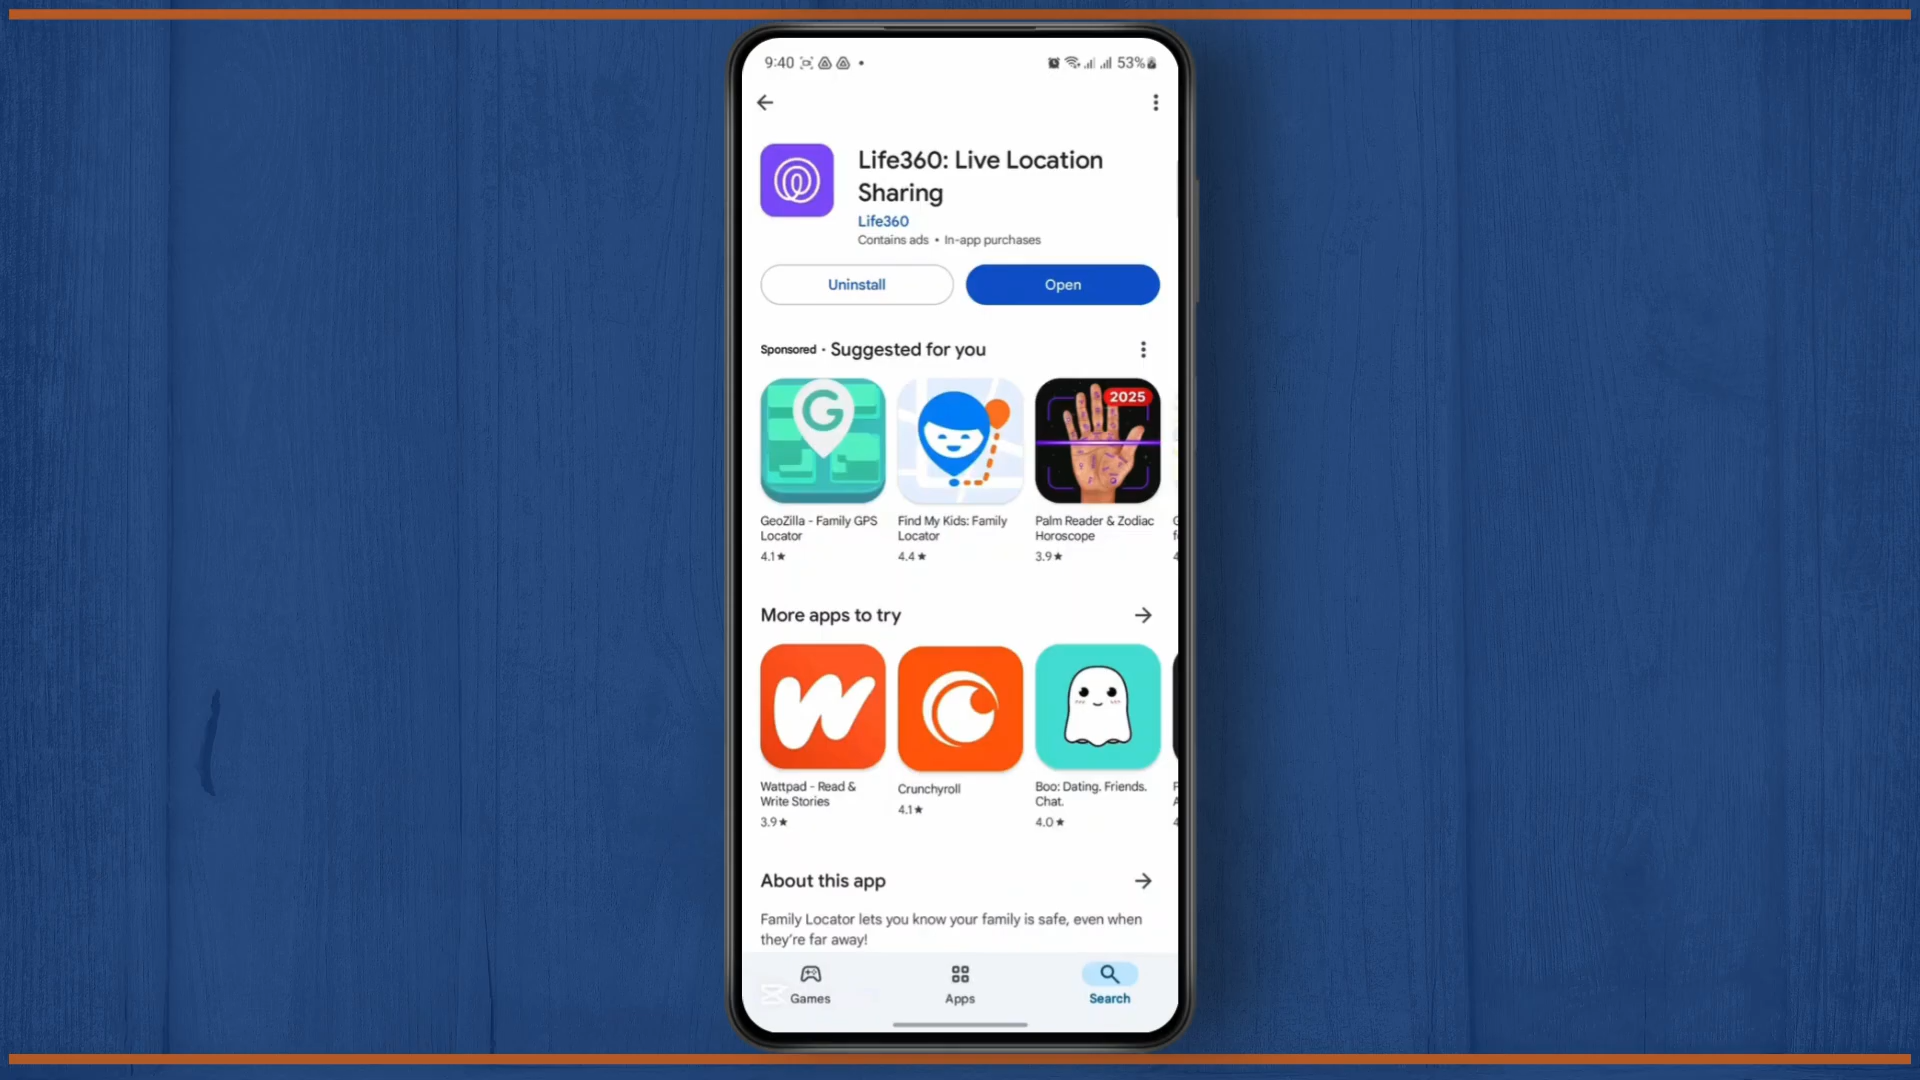 9:40
53%
Life360: Live Location
Sharing
Life360
Contains ads • In-app purchases
Uninstall
Open
Sponsored · Suggested for you
2025
G
GeoZilla - Family GPS
Locator
4.1★
Find My Kids: Family
Locator
4.4★
Palm Reader & Zodiac
Horoscope
3.9★
More apps to try
Wattpad - Read &
Write Stories
3.9★
Crunchyroll
4.1★
Boo: Dating. Friends.
Chat.
4.0★
About this app
Family Locator lets you know your family is safe, even when
they're far away!
Games
Apps
Search